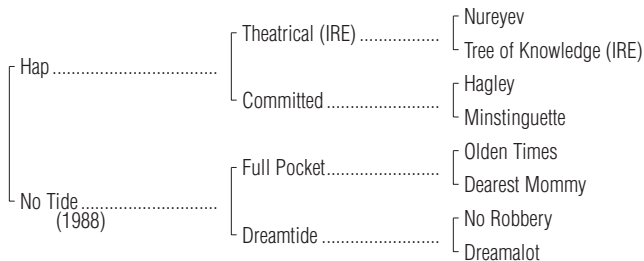 Nureyev
Theatrical (IRE) ..................
Tree of Knowledge (IRE)
Hap .....................................
Hagley
Committed .........................
Minstinguette
Olden Times
Full Pocket.........................
Dearest Mommy
No Tide ..............................
(1988)
No Robbery
Dreamtide ..........................
Dreamalot